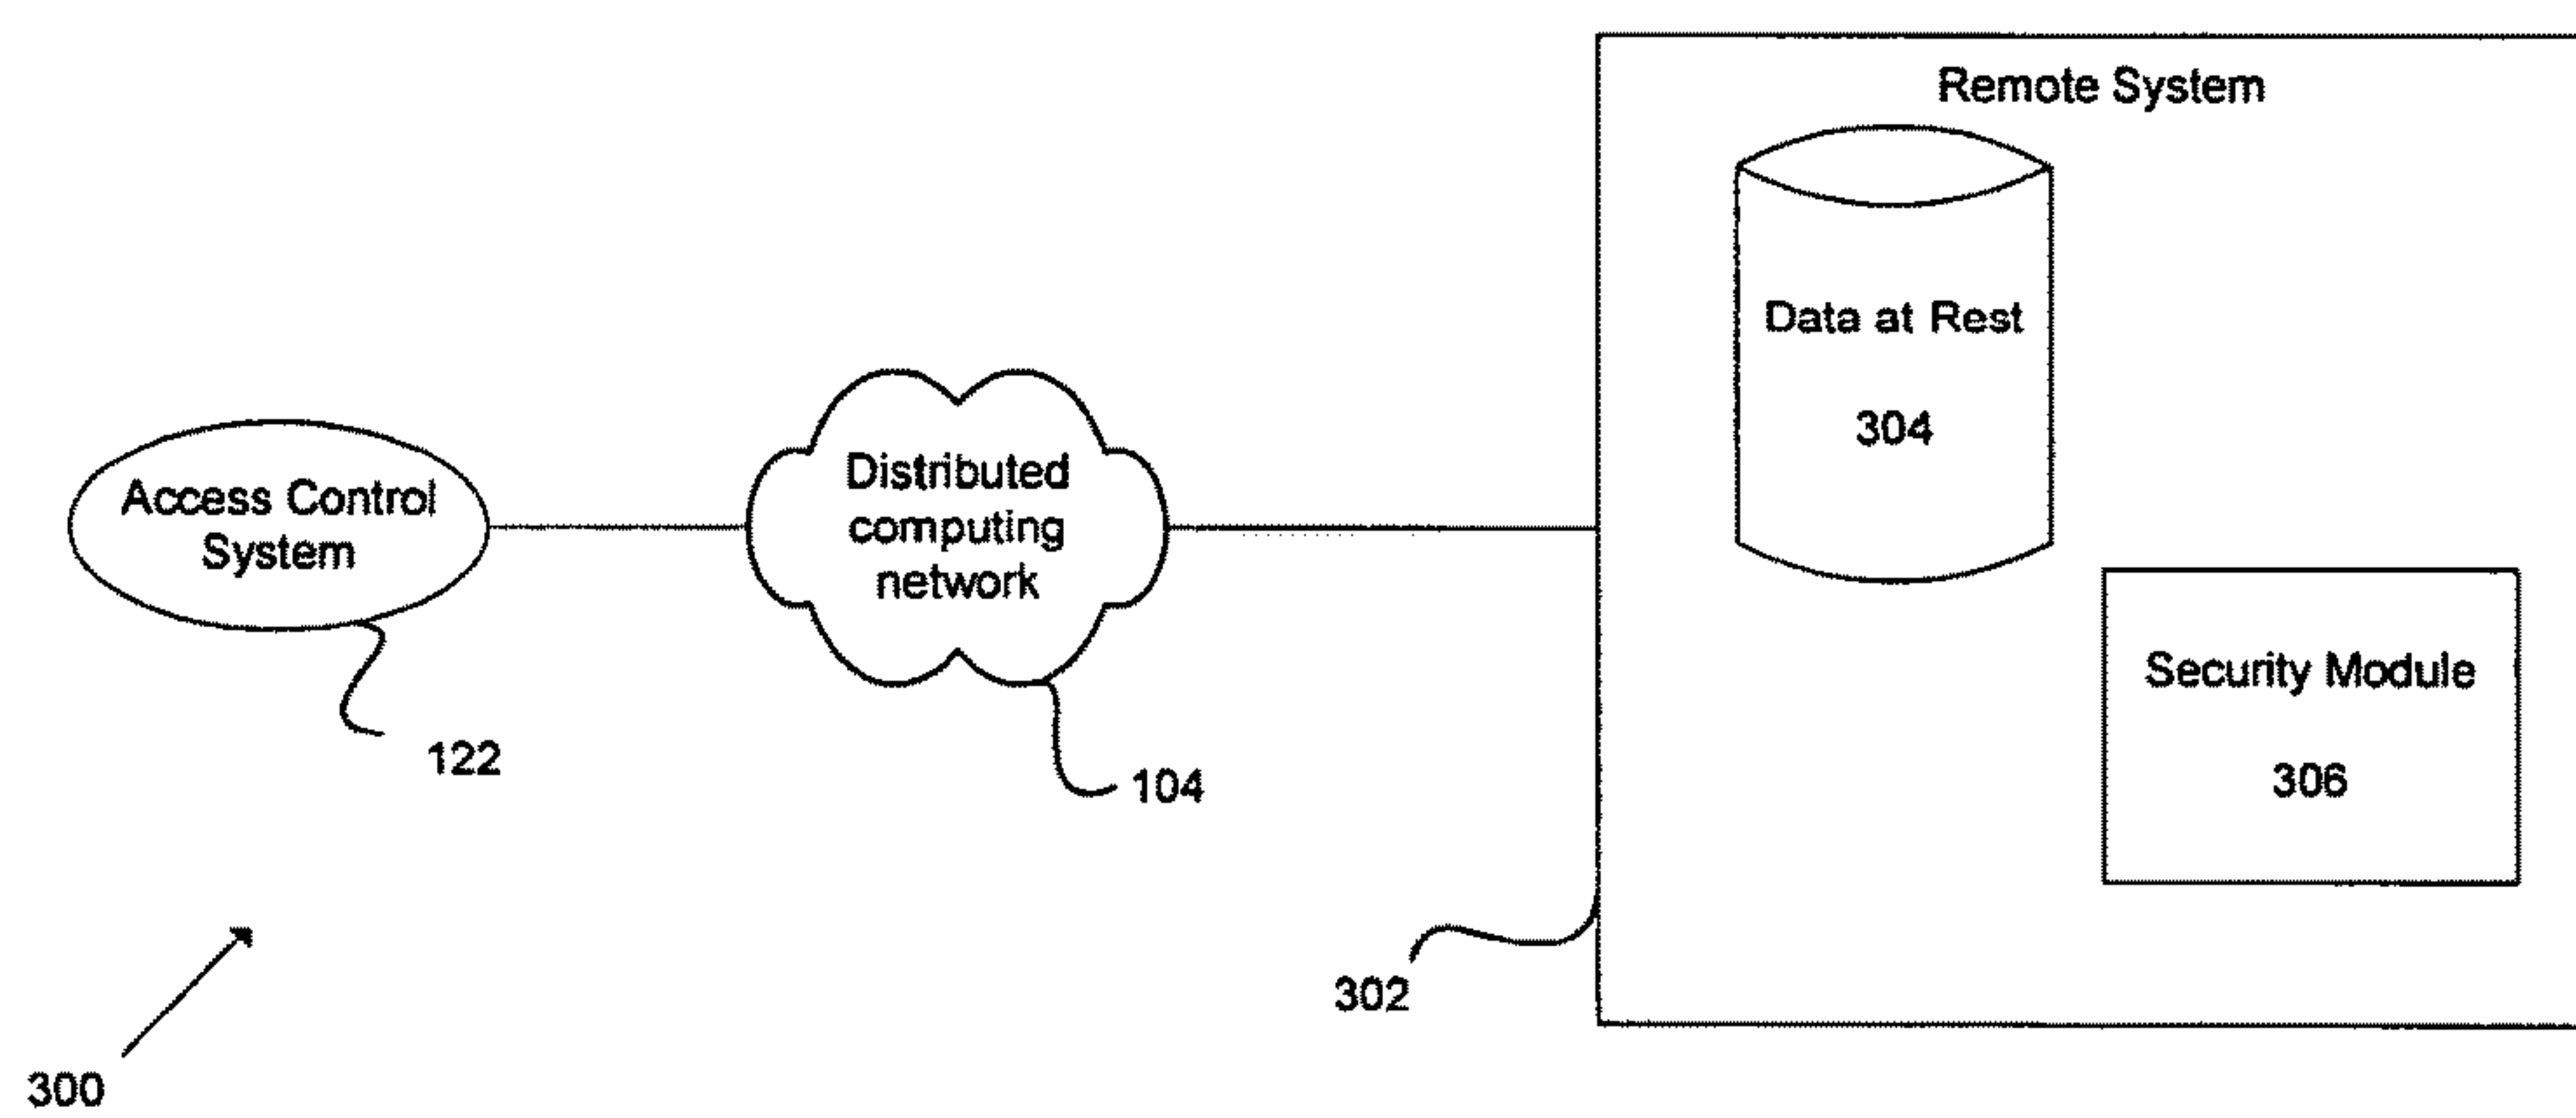 Remote System
Data at Rest
304
Access Control
System
Distributed
computing
network
Security Module
306
122
104
302
300